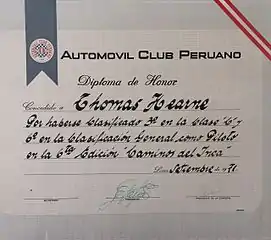 AUTOMOVIL CLUB PERUANO
Diploma de Honor
Concedido a Thomas Hearne
Por haberse Clasificado 3º en la Clase "C" y
6º en la Clasificación General como Piloto
en la 6ta Edición "Caminos del Inca"
Lima Setiembre de 1971